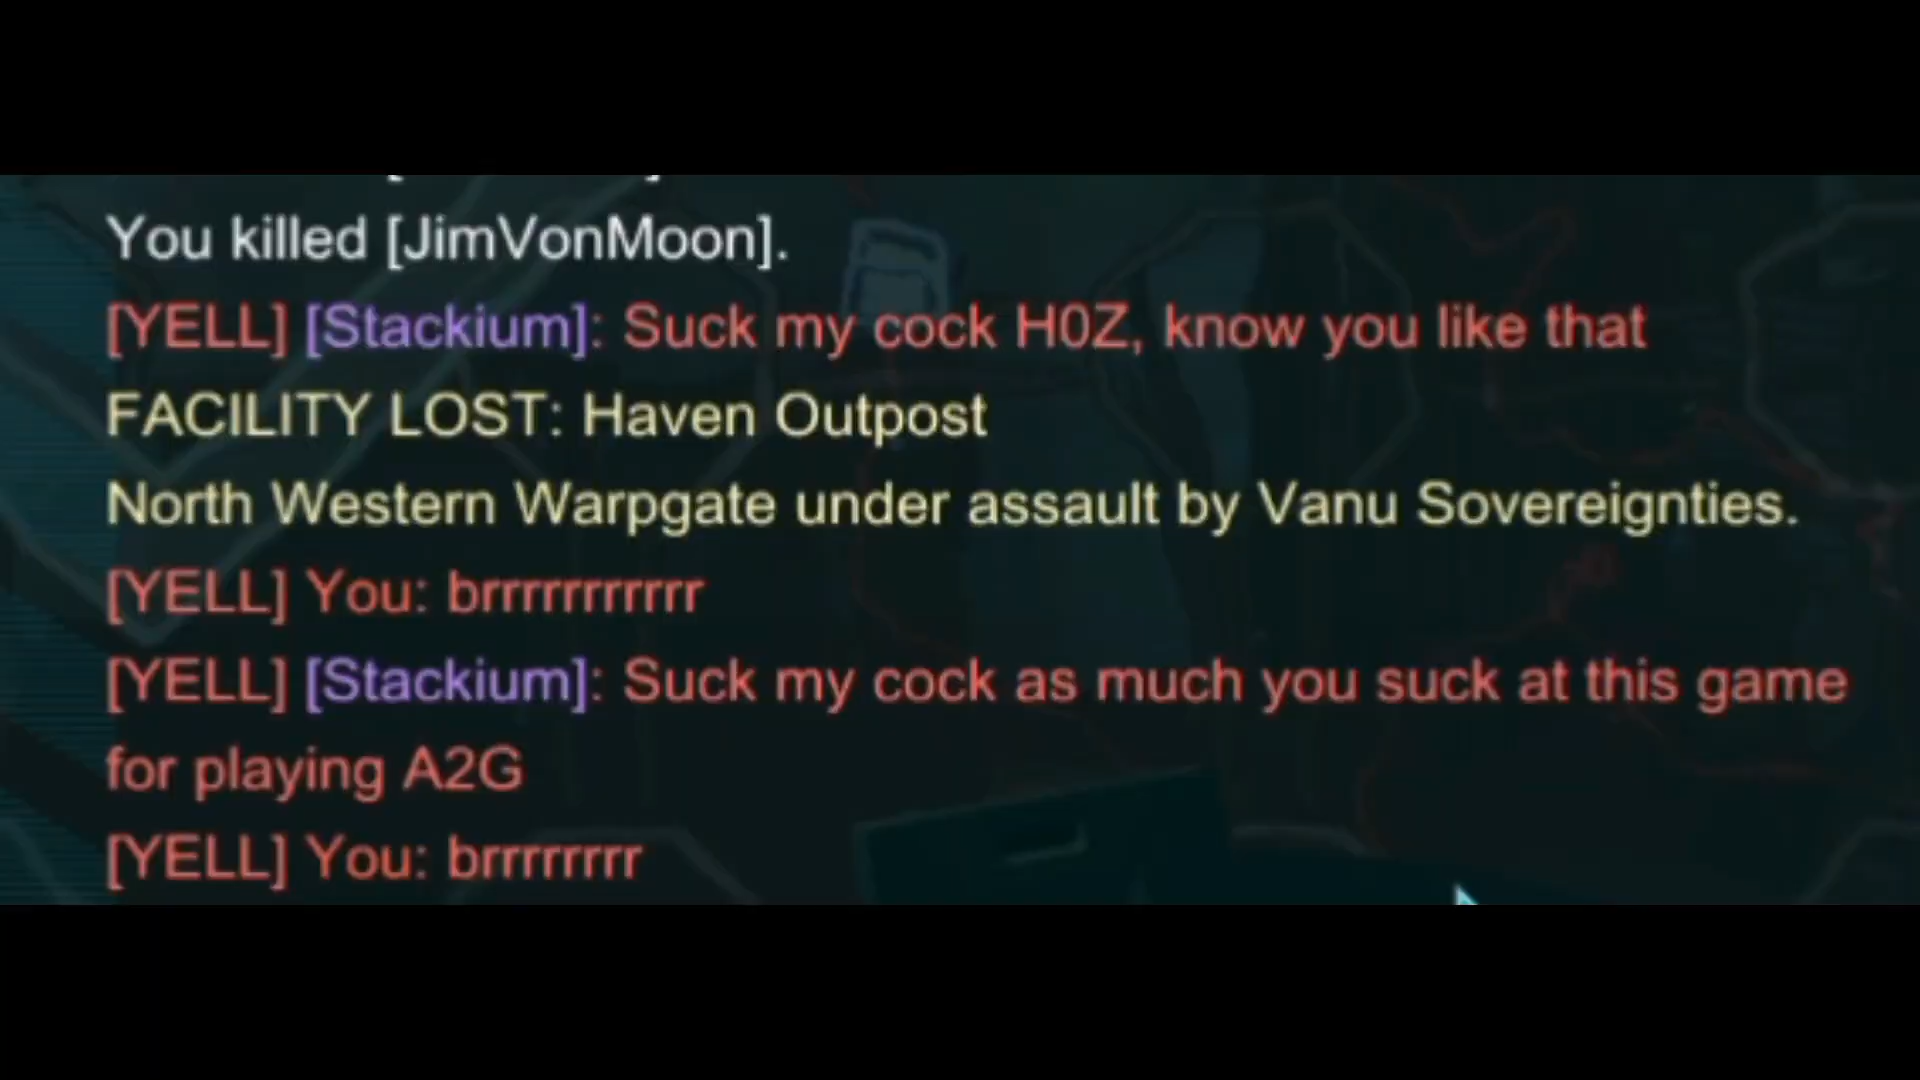 You killed [JimVonMoon].
[YELL] [Stackium]: Suck my cock H0Z, know you like that
FACILITY LOST: Haven Outpost
North Western Warpgate under assault by Vanu Sovereignties.
[YELL] You: brrrrrrrrrrr
[YELL] [Stackium]: Suck my cock as much you suck at this game
for playing A2G
[YELL] You: brrrrrrrr